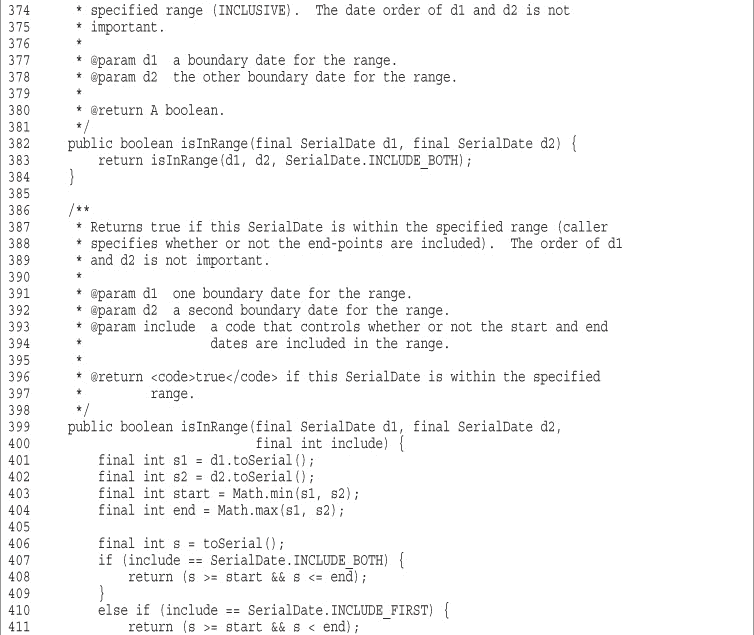 374      * specified range (INCLUSIVE).  The date order of d1 and d2 is not
375      * important.
376      *
377      * @param d1  a boundary date for the range.
378      * @param d2  the other boundary date for the range.
379      *
380      * @return A boolean.
381      */
382     public boolean isInRange(final SerialDate d1, final SerialDate d2) {
383         return isInRange(d1, d2, SerialDate.INCLUDE_BOTH);
384     }
385
386     /**
387      * Returns true if this SerialDate is within the specified range (caller
388      * specifies whether or not the end-points are included).  The order of d1
389      * and d2 is not important.
390      *
391      * @param d1  one boundary date for the range.
392      * @param d2  a second boundary date for the range.
393      * @param include  a code that controls whether or not the start and end
394      *                 dates are included in the range.
395      *
396      * @return <code>true</code> if this SerialDate is within the specified
397      *         range.
398      */
399     public boolean isInRange(final SerialDate d1, final SerialDate d2,
400                              final int include) {
401         final int s1 = d1.toSerial();
402         final int s2 = d2.toSerial();
403         final int start = Math.min(s1, s2);
404         final int end = Math.max(s1, s2);
405
406         final int s = toSerial();
407         if (include == SerialDate.INCLUDE_BOTH) {
408             return (s >= start && s <= end);
409         }
410         else if (include == SerialDate.INCLUDE_FIRST) {
411             return (s >= start && s < end);